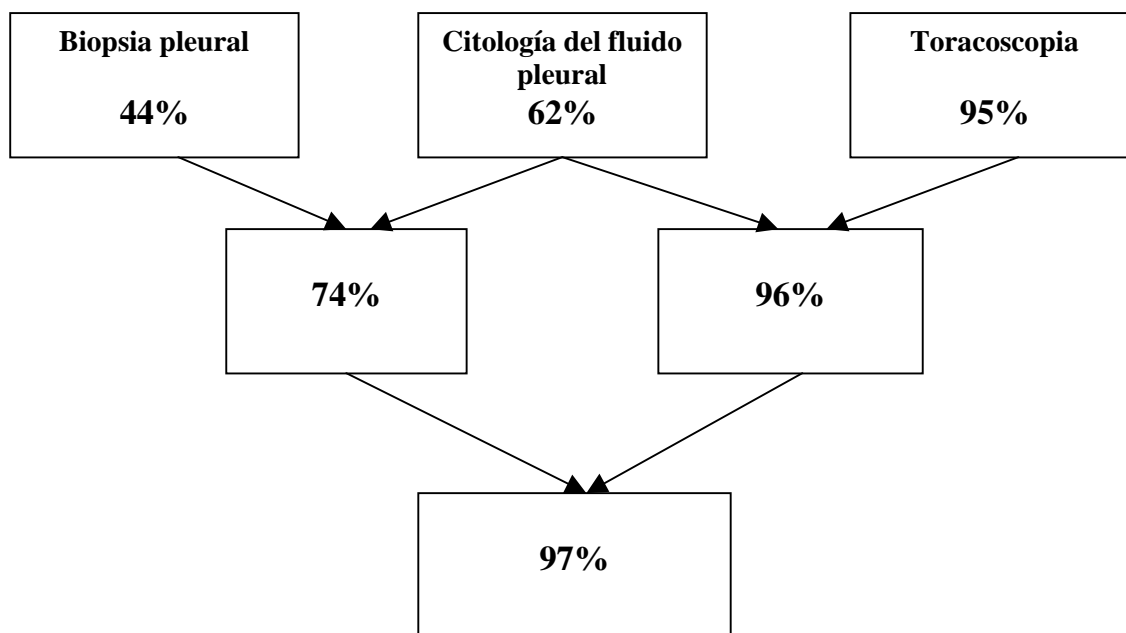 Biopsia pleural
44%
Citología del fluido
pleural
62%
Toracoscopia
95%
74%
96%
97%